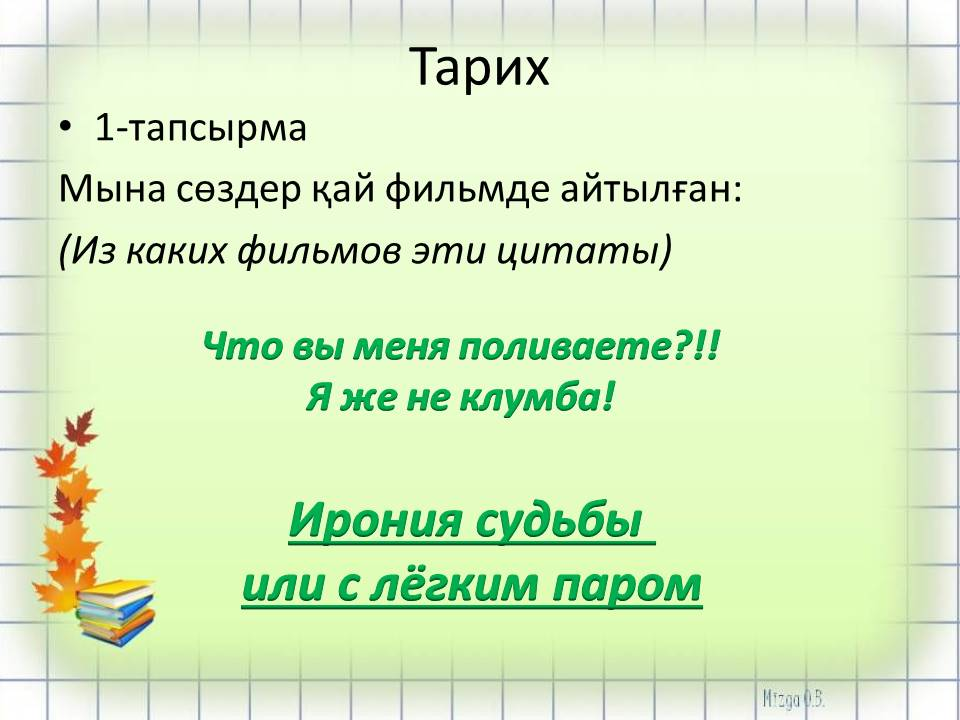 Тарих
• 1-тапсырма
Мына сөздер қай фильмде айтылған:
(Из каких фильмов эти цитаты)
Что вы меня поливаете?!!
Я же не клумба!
Ирония судьбы
или с лёгким паром
Mizga O.B.